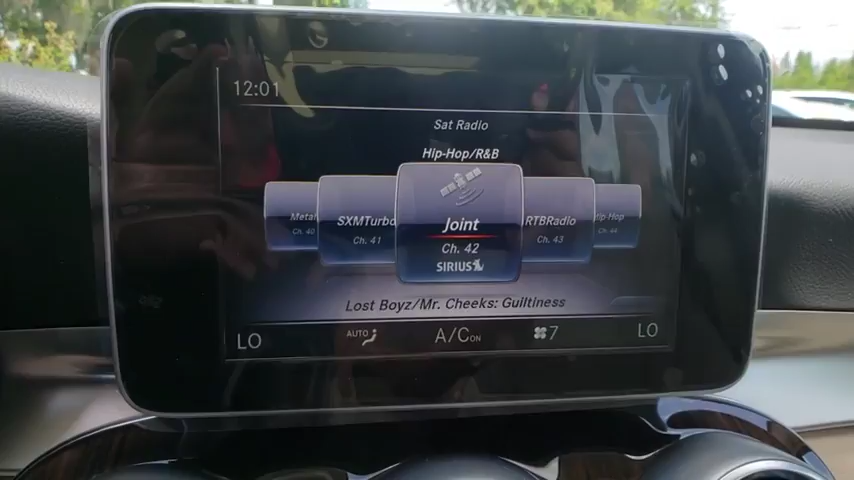 12:01
Sat Radio
Hip-Hop/R&B
Metal
Ch. 40
SXMTurbo
Ch. 41
Joint
Ch. 42
SIRIUS
RTBRadio
Ch. 43
Hip Hop
Ch. 44
Lost Boyz/Mr. Cheeks: Guiltiness
LO
AUTO
A/C ON
7
LO